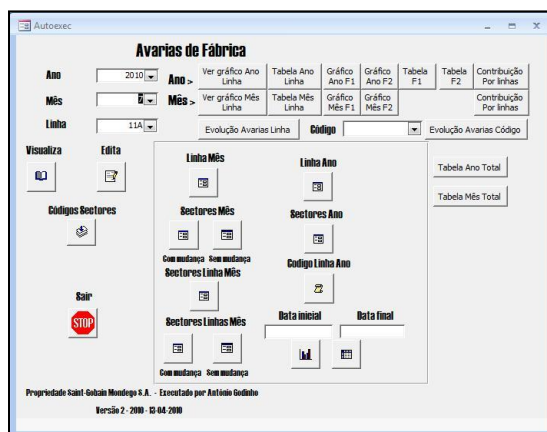 Autoexec
Avarias de Fábrica
Ano 2010 Ano > Ver gráfico Ano Linha Tabela Ano Linha Gráfico Ano F1 Gráfico Ano F2 Tabela F1 Tabela F2 Contribuição Por linhas
Mês 7 Mês > Ver gráfico Mês Linha Tabela Mês Linha Gráfico Mês F1 Gráfico Mês F2 Contribuição Por linhas
Linha 11A Evolução Avarias Linha Código Evolução Avarias Código
Visualiza Edita
Linha Mês Linha Ano
Tabela Ano Total
Tabela Mês Total
Códigos Sectores
Sectores Mês Sectores Ano
Com mudança Sem mudança
Sectores Linha Mês
Codigo Linha Ano
Sair
STOP
Sectores Linhas Mês
Data inicial Data final
Com mudança Sem mudança
Propriedade Saint-Gobain Mondego S.A. - Executado por António Godinho
Versão 2 - 2010 - 13-04-2010